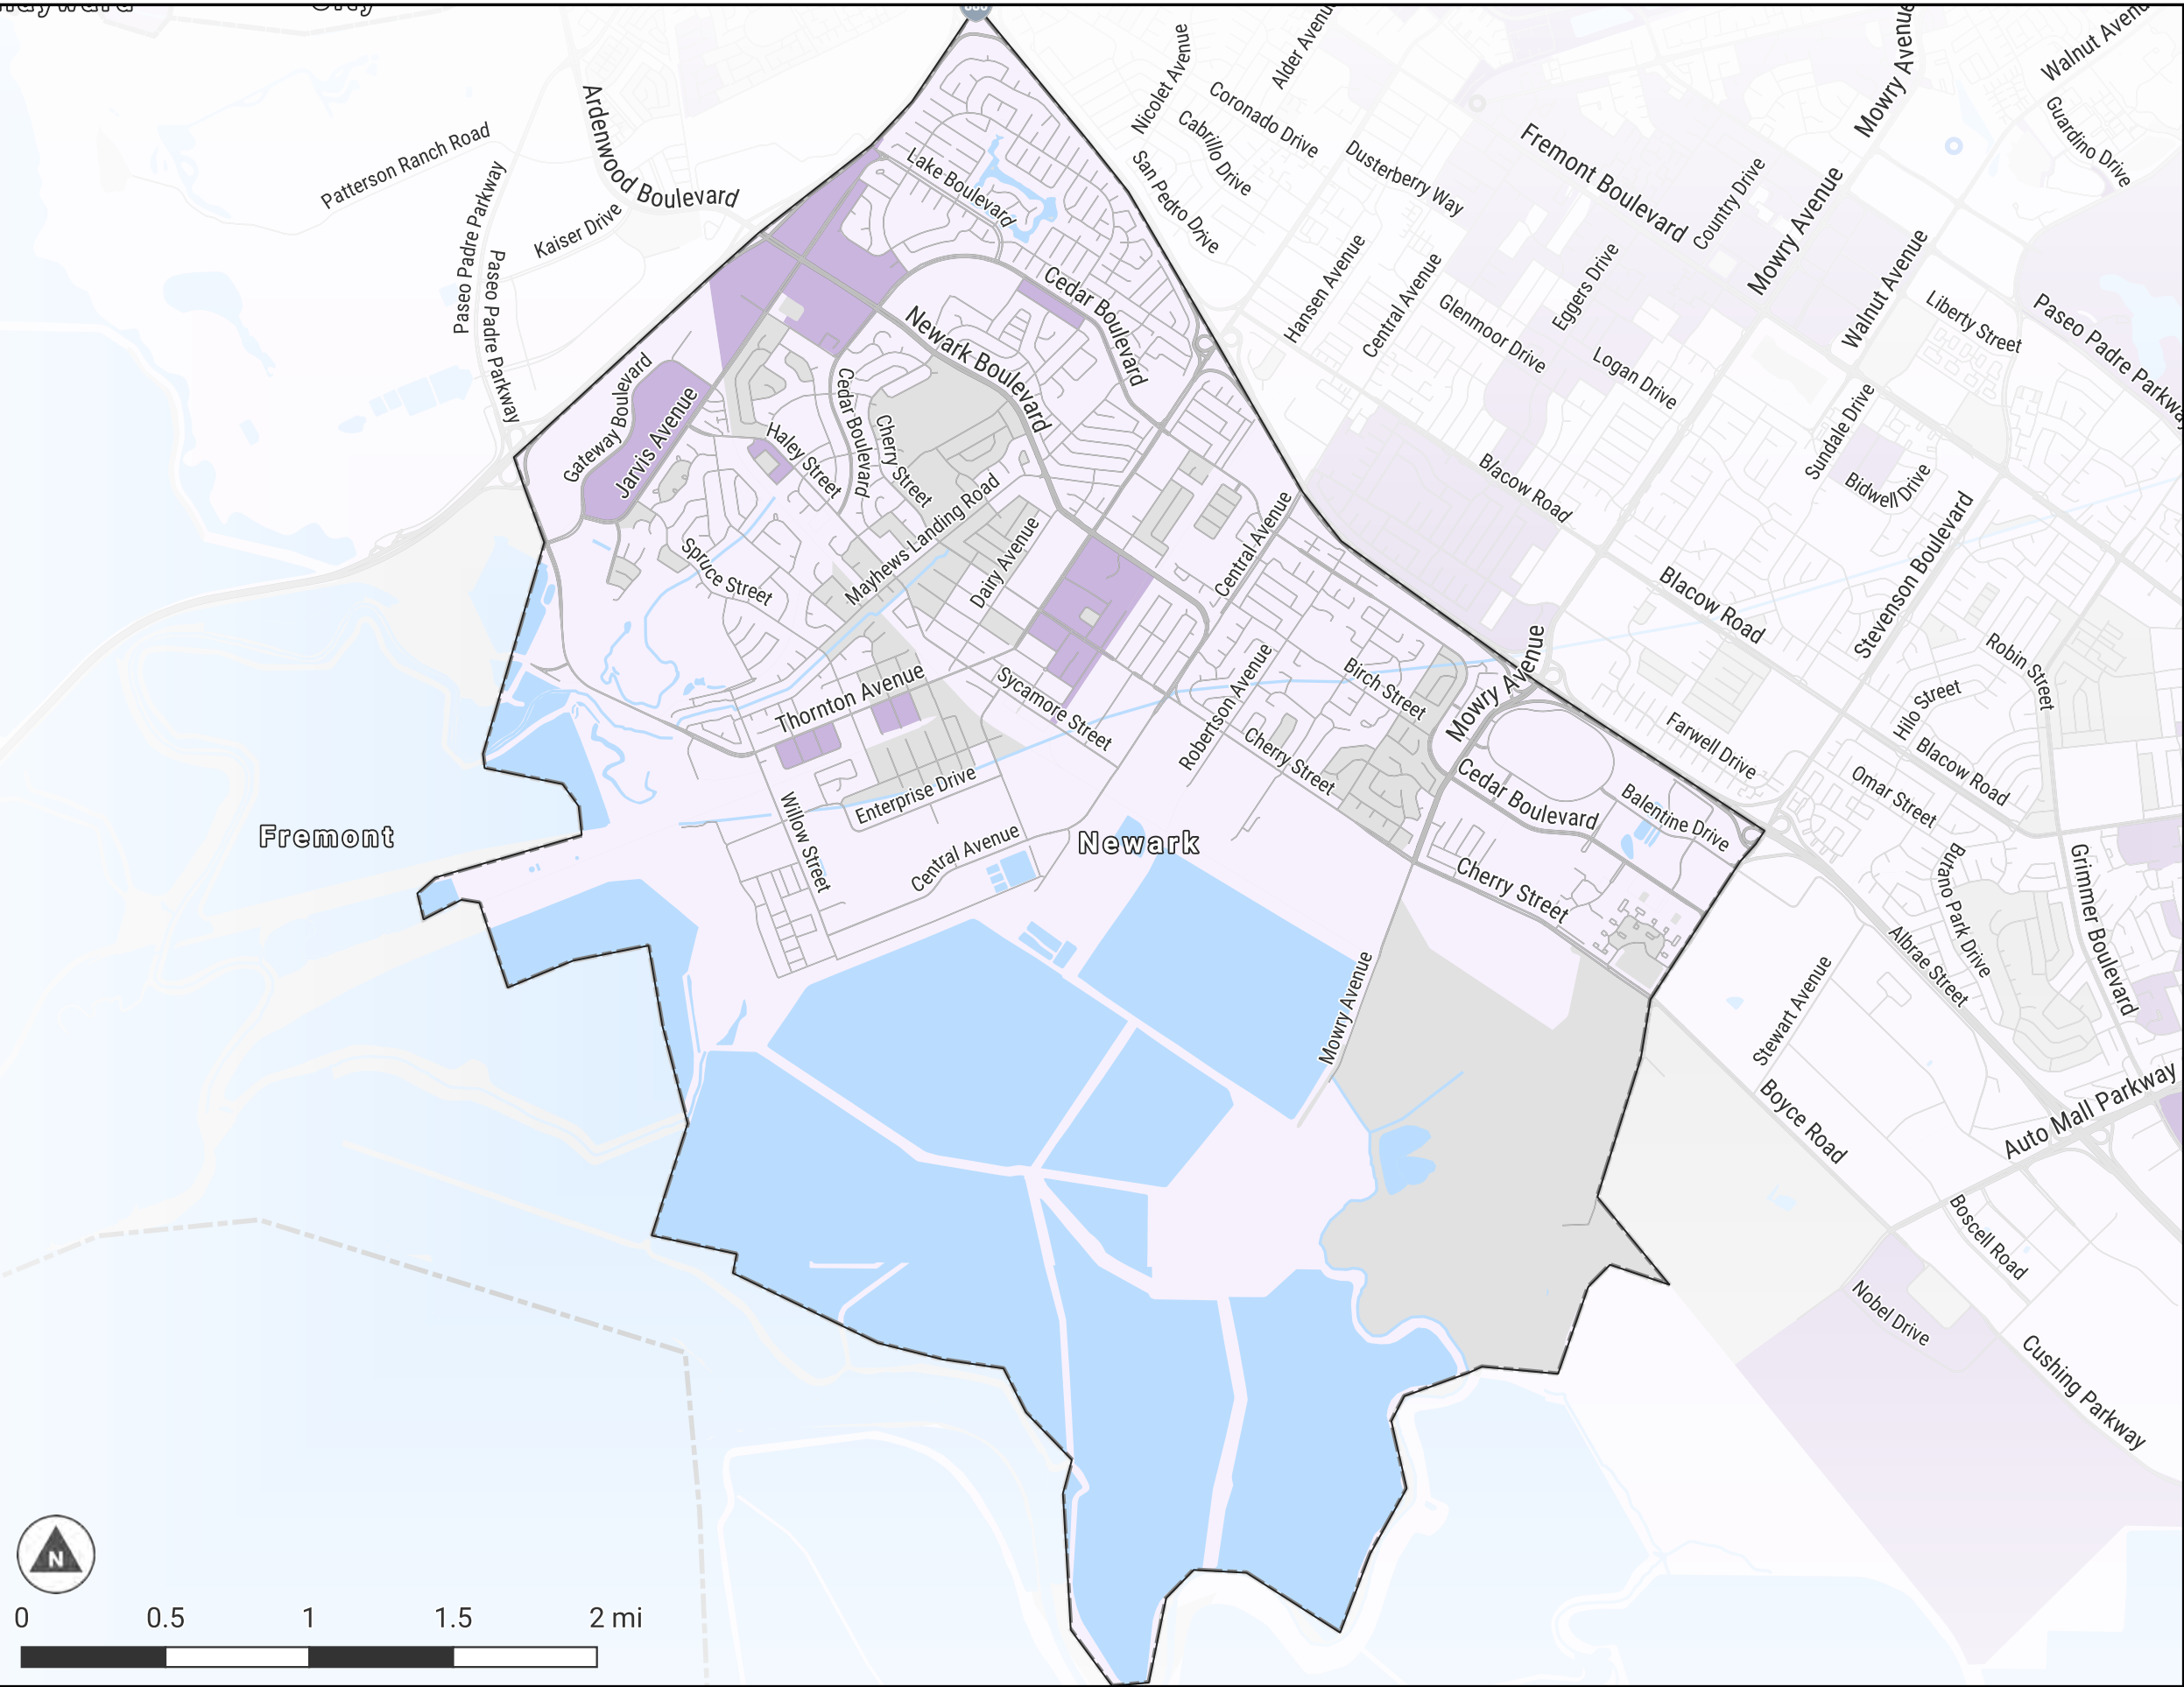 Ardenwood Boulevard
Patterson Ranch Road
Paseo Padre Parkway
Paseo Padre Parkway
Kaiser Drive
Nicolet Avenue
Alder Avenue
Coronado Drive
Cabrillo Drive
San Pedro Drive
Dusterberry Way
Fremont Boulevard
Country Drive
Mowry Avenue
Mowry Avenue
Walnut Avenue
Guardino Drive
Lake Boulevard
Cedar Boulevard
Newark Boulevard
Hansen Avenue
Central Avenue
Glenmoor Drive
Eggers Drive
Logan Drive
Walnut Avenue
Liberty Street
Paseo Padre Parkway
Gateway Boulevard
Jarvis Avenue
Haley Street
Cedar Boulevard
Cherry Street
Mayhews Landing Road
Dairy Avenue
Central Avenue
Blacow Road
Sundale Drive
Bidwell Drive
Stevenson Boulevard
Spruce Street
Thornton Avenue
Sycamore Street
Robertson Avenue
Birch Street
Mowry Avenue
Blacow Road
Robin Street
Hilo Street
Farwell Drive
Blacow Road
Omar Street
Cherry Street
Cedar Boulevard
Balentine Drive
Enterprise Drive
Willow Street
Central Avenue
Fremont
Newark
Cherry Street
Butano Park Drive
Grimmer Boulevard
Albrae Street
Stewart Avenue
Mowry Avenue
Boyce Road
Auto Mall Parkway
Boscell Road
Nobel Drive
Cushing Parkway
N
0 0.5 1 1.5 2 mi